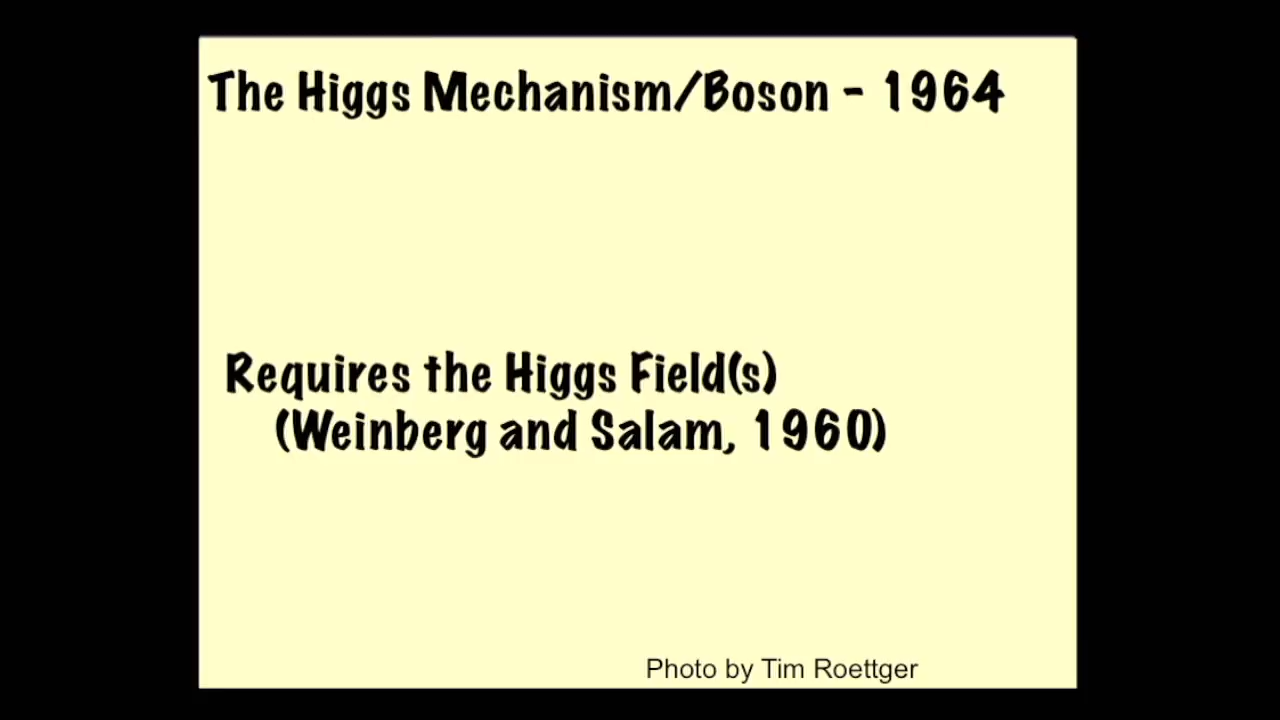 The Higgs Mechanism/Boson - 1964
Requires the Higgs Field(s)
(Weinberg and Salam, 1960)
Photo by Tim Roettger